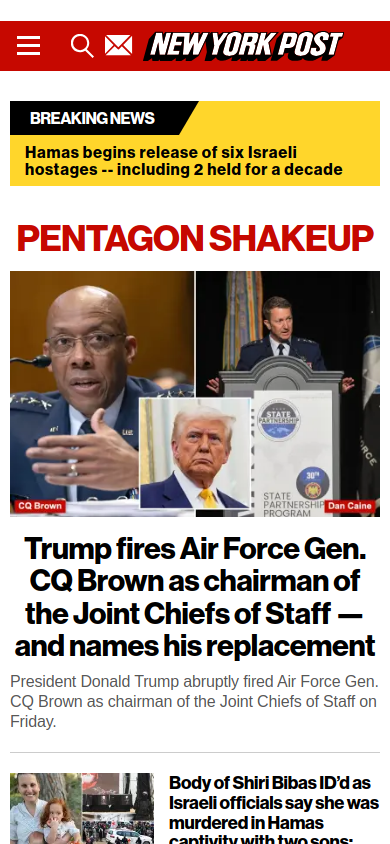 NEW YORK POST
BREAKING NEWS
Hamas begins release of six Israeli
hostages -- including 2 held for a decade
PENTAGON SHAKEUP
STATE
PARTNERSHIP
30TH
STATE
PARTNERSHIP
PROGRAM
CQ Brown
Dan Caine
Trump fires Air Force Gen.
CQ Brown as chairman of
the Joint Chiefs of Staff —
and names his replacement
President Donald Trump abruptly fired Air Force Gen.
CQ Brown as chairman of the Joint Chiefs of Staff on
Friday.
Body of Shiri Bibas ID’d as
Israeli officials say she was
murdered in Hamas
captivity with two sons: